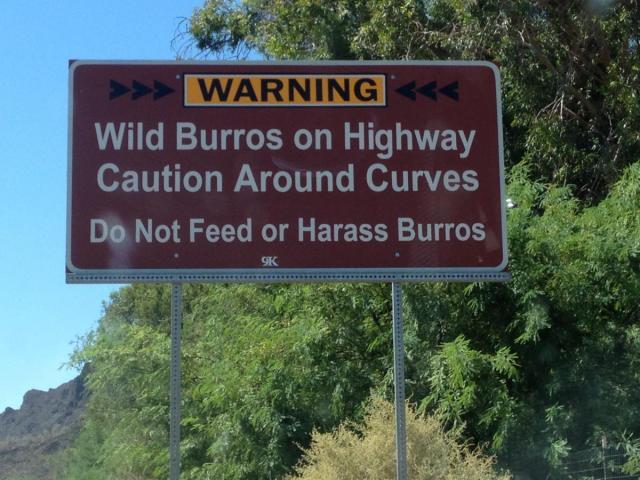 WARNING
Wild Burros on Highway
Caution Around Curves
Do Not Feed or Harass Burros